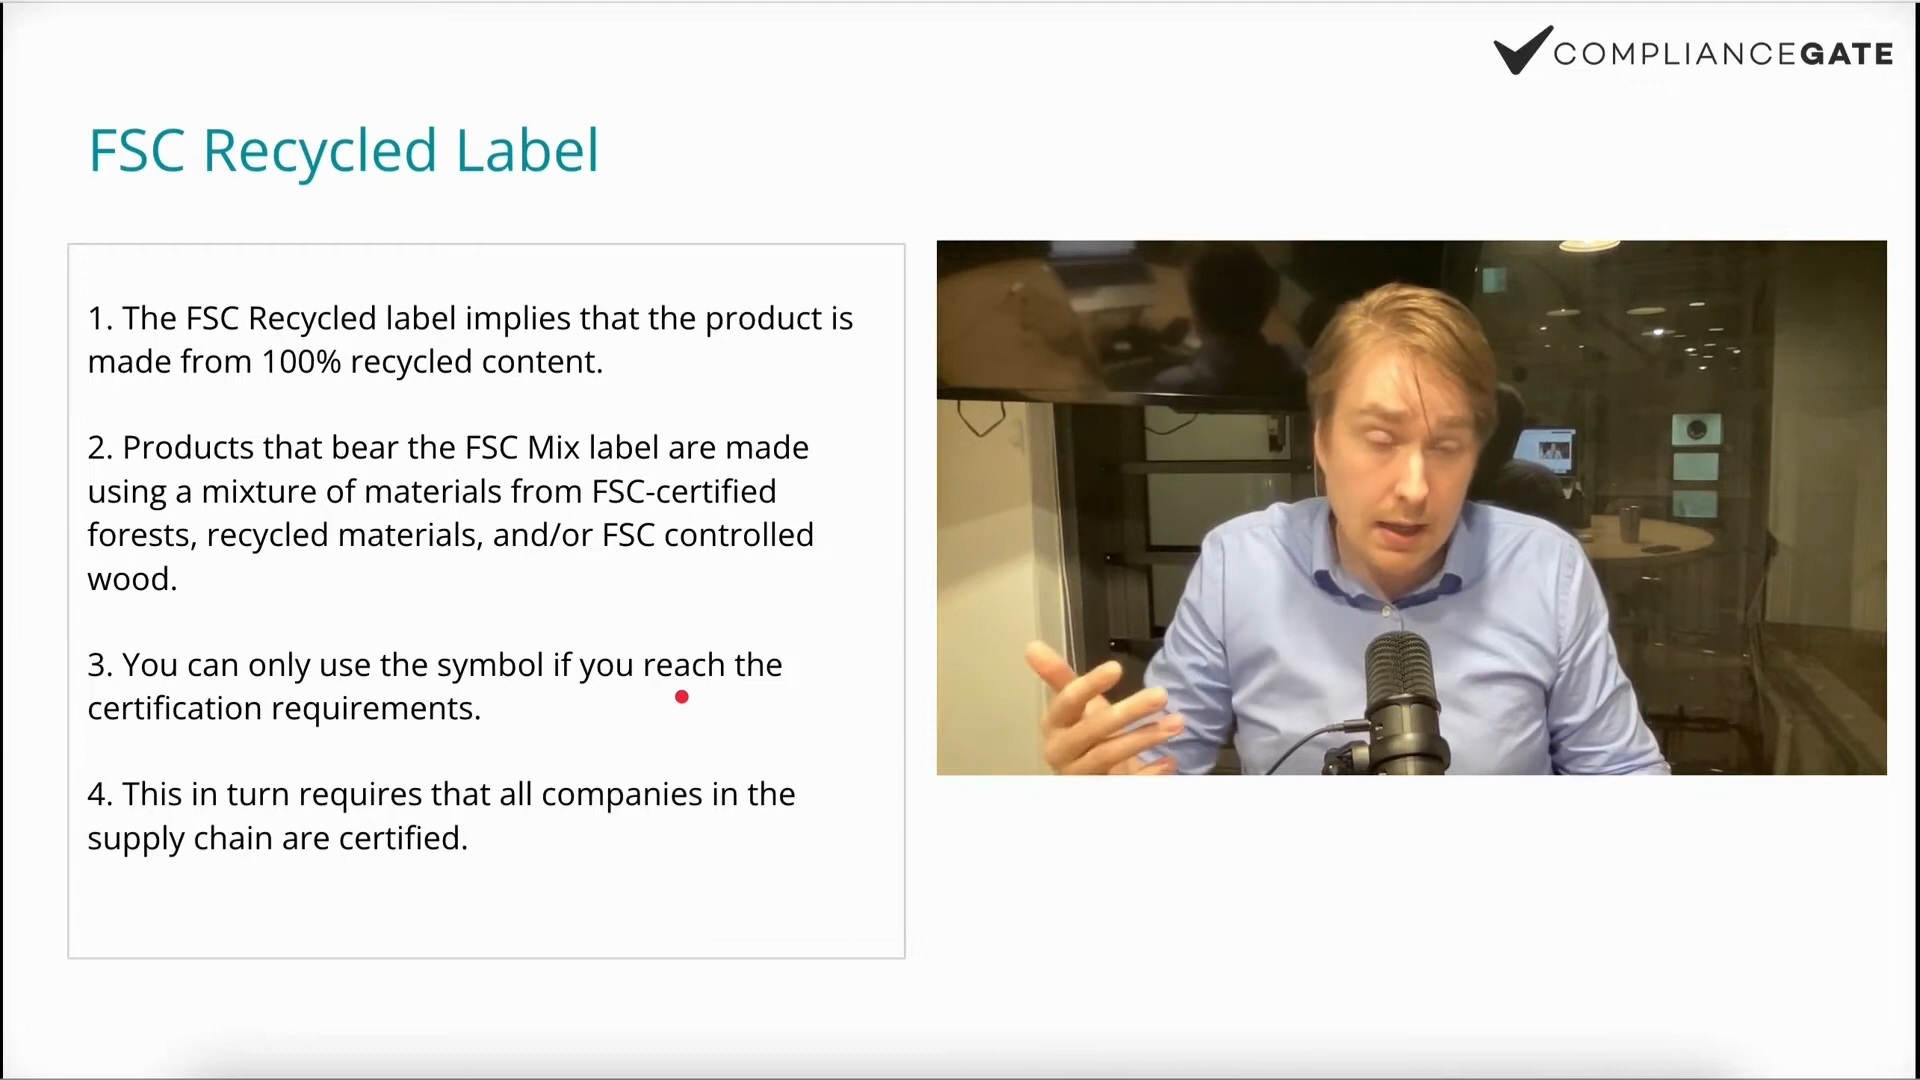 COMPLIANCEGATE
FSC Recycled Label
1. The FSC Recycled label implies that the product is
made from 100% recycled content.
2. Products that bear the FSC Mix label are made
using a mixture of materials from FSC-certified
forests, recycled materials, and/or FSC controlled
wood.
3. You can only use the symbol if you reach the
certification requirements.
4. This in turn requires that all companies in the
supply chain are certified.